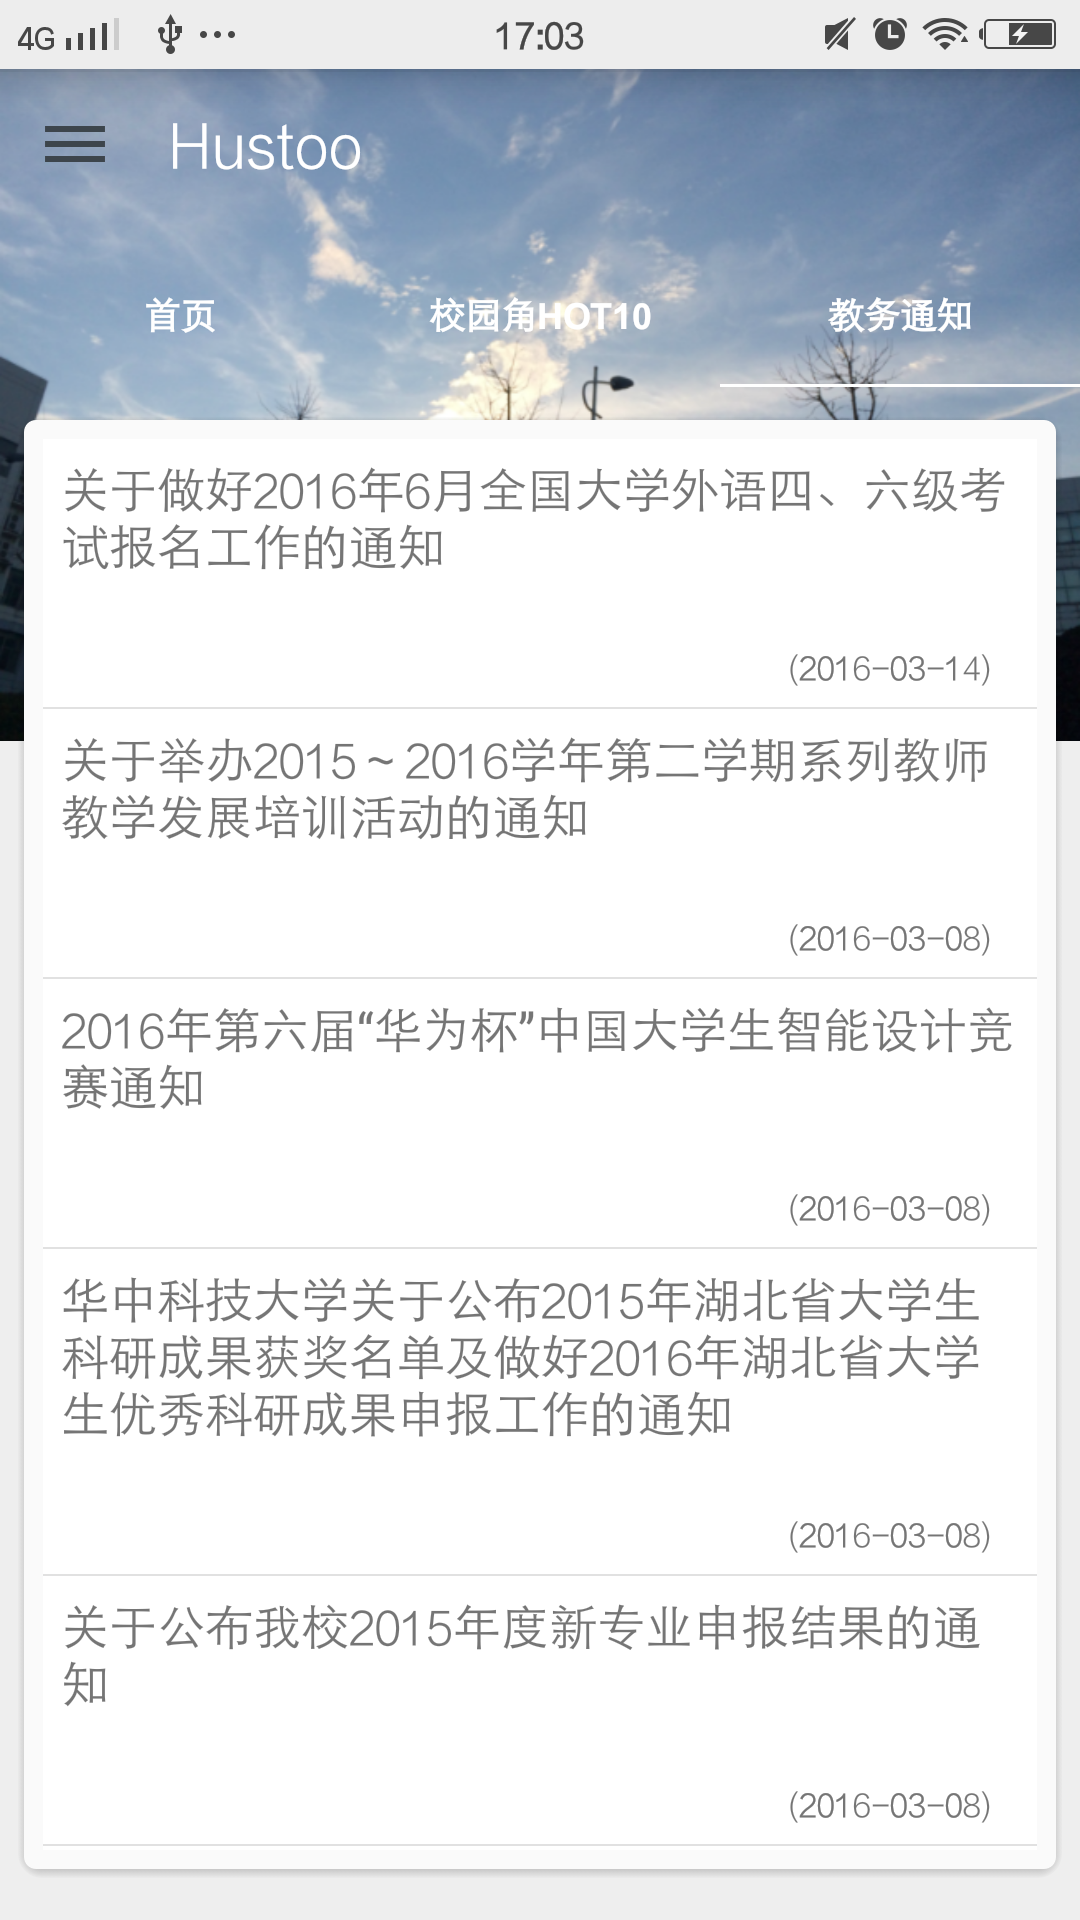 4G
17:03
Hustoo
首页 校园角HOT10 教务通知
关于做好2016年6月全国大学外语四、六级考
试报名工作的通知
(2016-03-14)
关于举办2015～2016学年第二学期系列教师
教学发展培训活动的通知
(2016-03-08)
2016年第六届“华为杯”中国大学生智能设计竞
赛通知
(2016-03-08)
华中科技大学关于公布2015年湖北省大学生
科研成果获奖名单及做好2016年湖北省大学
生优秀科研成果申报工作的通知
(2016-03-08)
关于公布我校2015年度新专业申报结果的通
知
(2016-03-08)